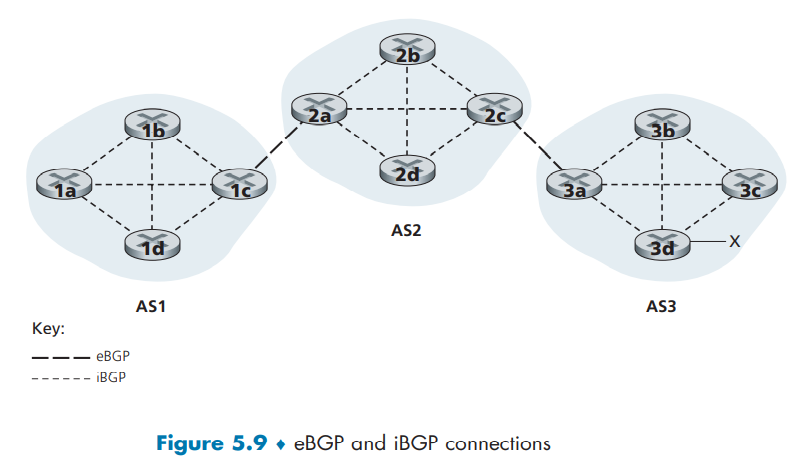 2b
2a
2c
2d
AS2
1b
1a
1c
1d
AS1
3b
3a
3c
3d
X
AS3
Key:
eBGP
iBGP
Figure 5.9 ♦ eBGP and iBGP connections